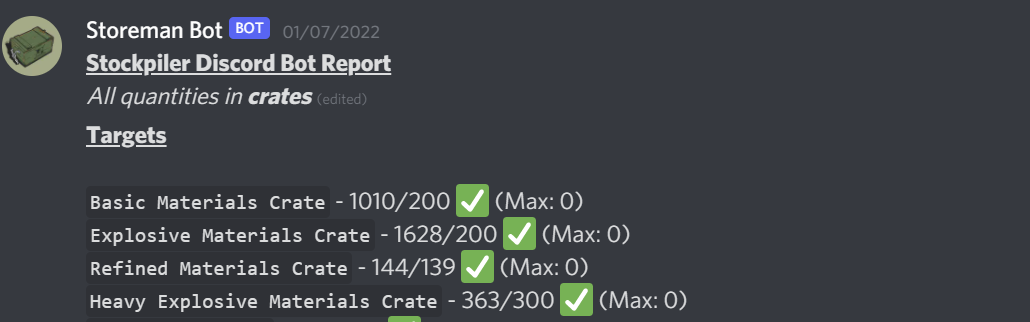 Storeman Bot BOT 01/07/2022
Stockpiler Discord Bot Report
All quantities in crates (edited)
Targets
Basic Materials Crate - 1010/200 ✅ (Max: 0)
Explosive Materials Crate - 1628/200 ✅ (Max: 0)
Refined Materials Crate - 144/139 ✅ (Max: 0)
Heavy Explosive Materials Crate - 363/300 ✅ (Max: 0)